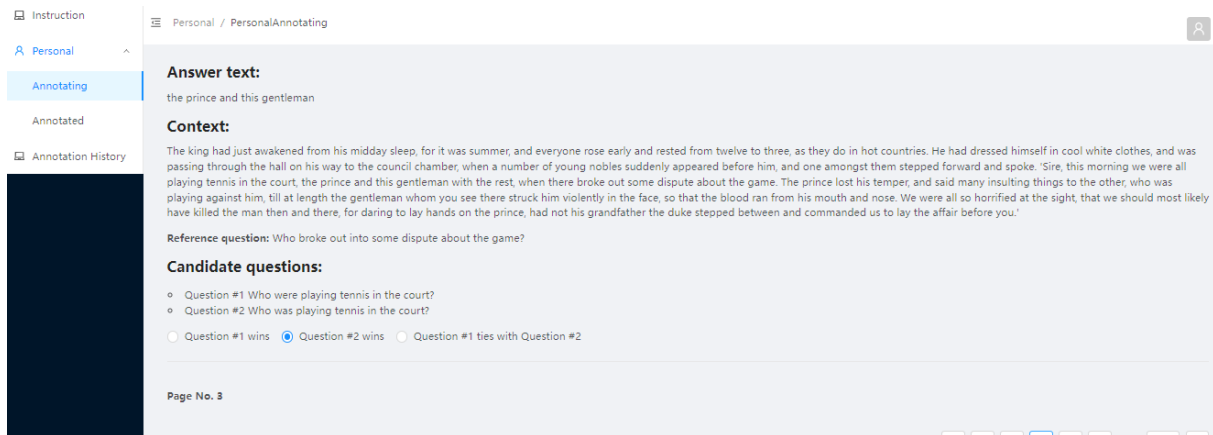 Instruction
Personal / PersonalAnnotating
Personal
Annotating
Annotated
Annotation History
Answer text:
the prince and this gentleman
Context:
The king had just awakened from his midday sleep, for it was summer, and everyone rose early and rested from twelve to three, as they do in hot countries. He had dressed himself in cool white clothes, and was
passing through the hall on his way to the council chamber, when a number of young nobles suddenly appeared before him, and one amongst them stepped forward and spoke. 'Sire, this morning we were all
playing tennis in the court, the prince and this gentleman with the rest, when there broke out some dispute about the game. The prince lost his temper, and said many insulting things to the other, who was
playing against him, till at length the gentleman whom you see there struck him violently in the face, so that the blood ran from his mouth and nose. We were all so horrified at the sight, that we should most likely
have killed the man then and there, for daring to lay hands on the prince, had not his grandfather the duke stepped between and commanded us to lay the affair before you.'
Reference question: Who broke out into some dispute about the game?
Candidate questions:
Question #1 Who were playing tennis in the court?
Question #2 Who was playing tennis in the court?
Question #1 wins Question #2 wins Question #1 ties with Question #2
Page No. 3